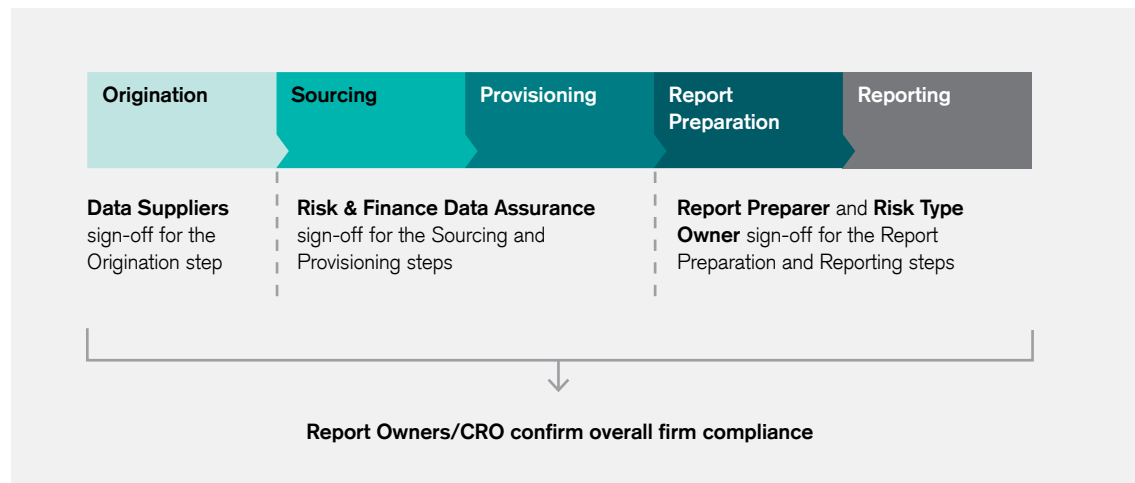 Origination
Sourcing
Provisioning
Report
Preparation
Reporting
Data Suppliers
sign-off for the
Origination step
Risk & Finance Data Assurance
sign-off for the Sourcing and
Provisioning steps
Report Preparer and Risk Type
Owner sign-off for the Report
Preparation and Reporting steps
Report Owners/CRO confirm overall firm compliance